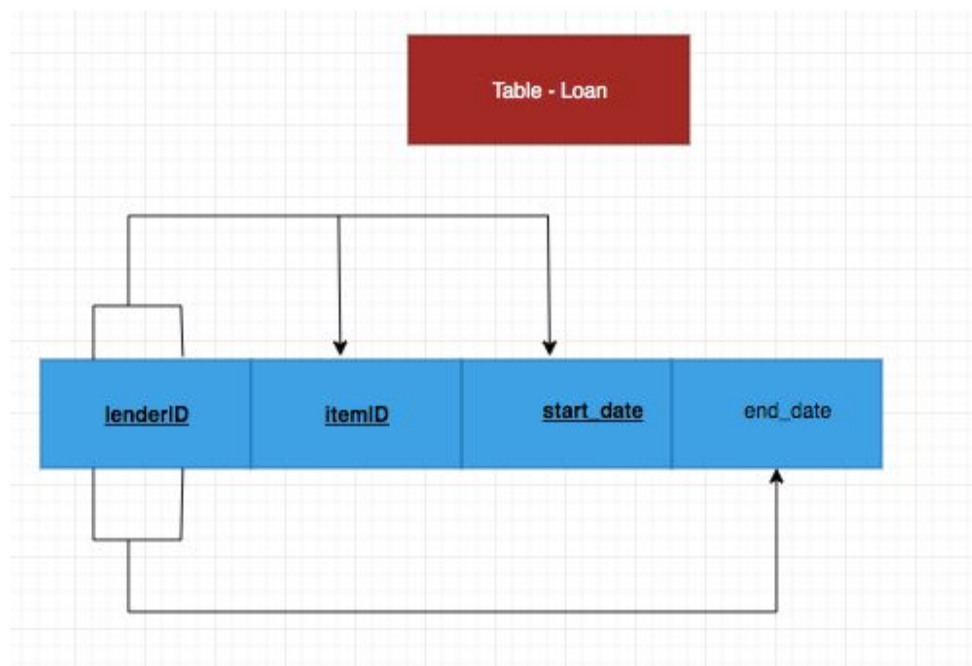 Table - Loan
lenderID
itemID
start_date
end_date